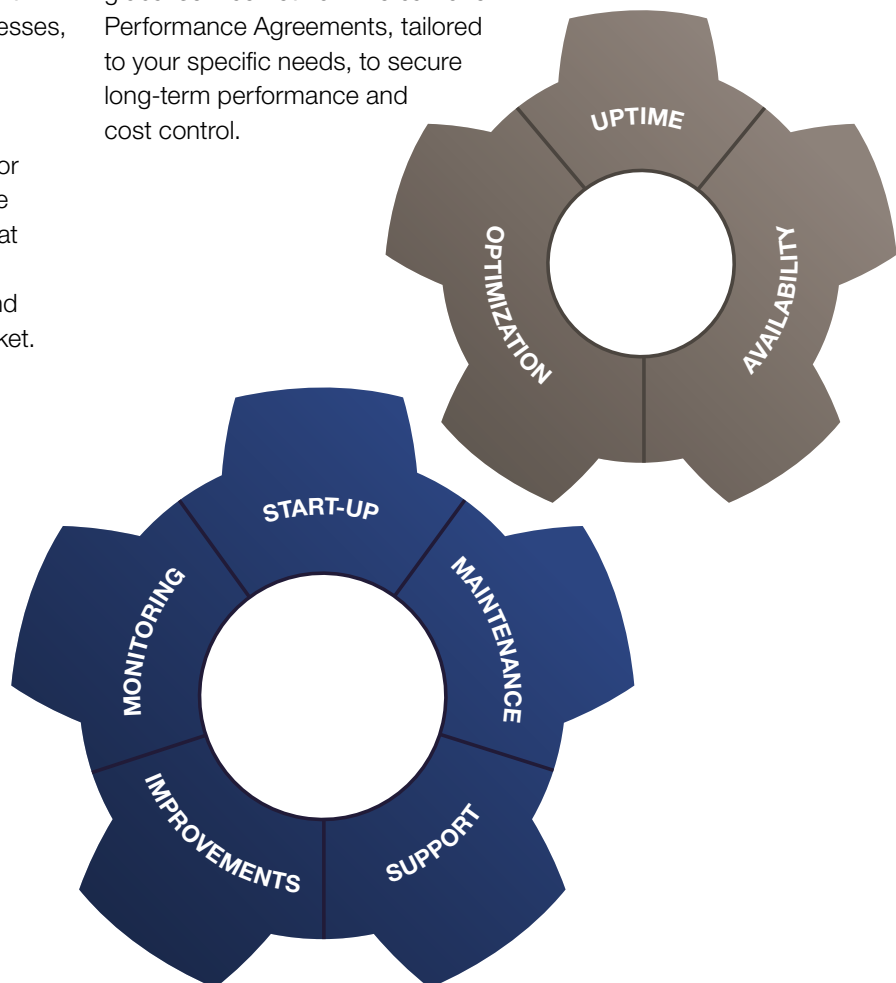 esses,
or
e
at
nd
ket.
Performance Agreements, tailored
to your specific needs, to secure
long-term performance and
cost control.
UPTIME
OPTIMIZATION
AVAILABILITY
START-UP
MONITORING
MAINTENANCE
IMPROVEMENTS
SUPPORT